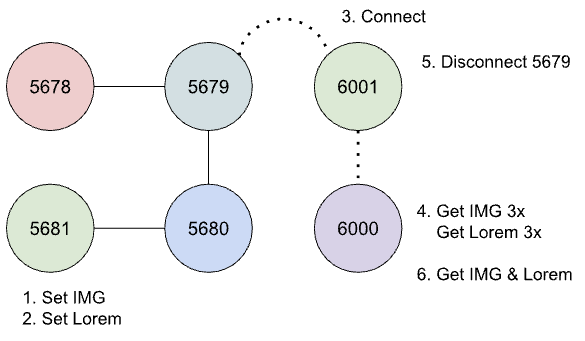 3. Connect
5678
5679
6001
5. Disconnect 5679
5681
5680
6000
4. Get IMG 3x
Get Lorem 3x
6. Get IMG & Lorem
1. Set IMG
2. Set Lorem